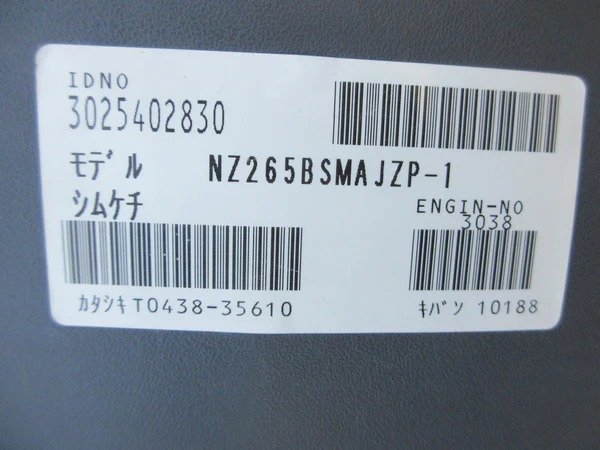 IDNO
3025402830
モデル NZ265BSMAJZP-1
シムケチ
ENGIN-NO
3038
カタシキ T0438-35610
キバン 10188